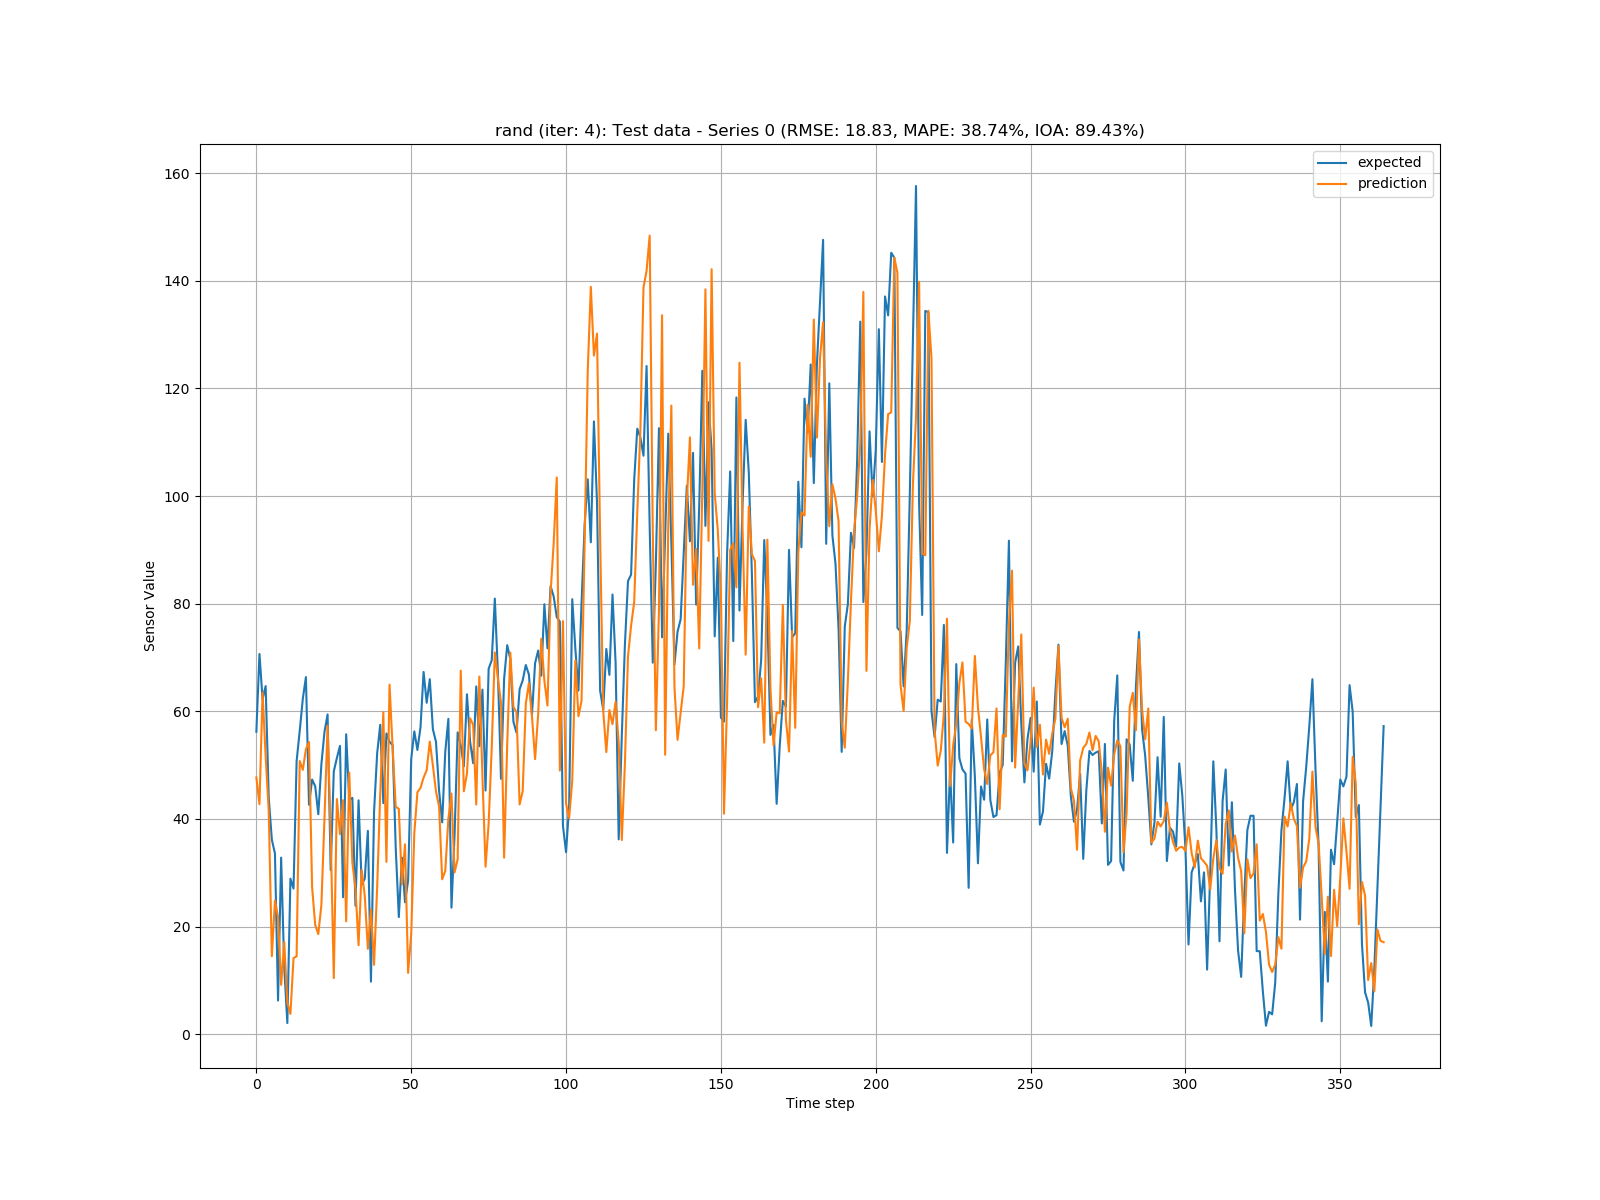 rand (iter: 4): Test data - Series 0 (RMSE: 18.83, MAPE: 38.74%, IOA: 89.43%)
expected
prediction
160
140
120
100
80
60
40
20
0
Sensor Value
0 50 100 150 200 250 300 350
Time step